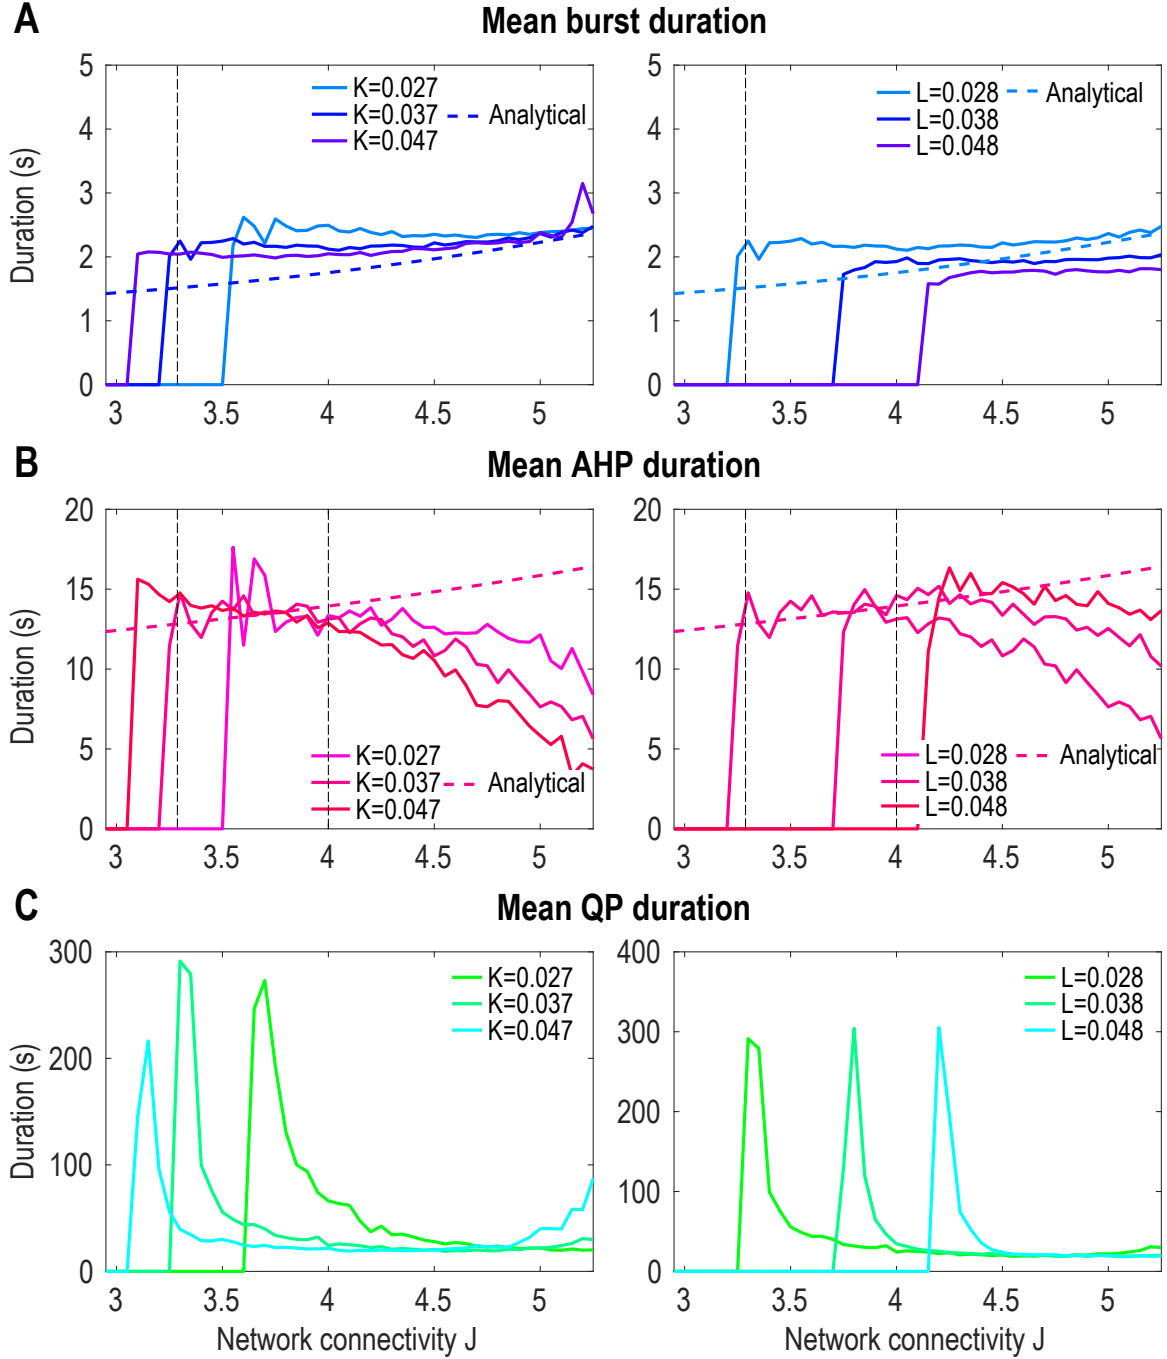 A
Mean burst duration
5
4
3
2
1
0
Duration (s)
K=0.027
K=0.037
K=0.047
Analytical
3
3.5
4
4.5
5
5
4
3
2
1
0
L=0.028
L=0.038
L=0.048
Analytical
3
3.5
4
4.5
5
B
Mean AHP duration
20
15
10
5
0
Duration (s)
K=0.027
K=0.037
K=0.047
Analytical
3
3.5
4
4.5
5
20
15
10
5
0
L=0.028
L=0.038
L=0.048
Analytical
3
3.5
4
4.5
5
C
Mean QP duration
300
200
100
0
Duration (s)
K=0.027
K=0.037
K=0.047
3
3.5
4
4.5
5
Network connectivity J
400
300
200
100
0
L=0.028
L=0.038
L=0.048
3
3.5
4
4.5
5
Network connectivity J